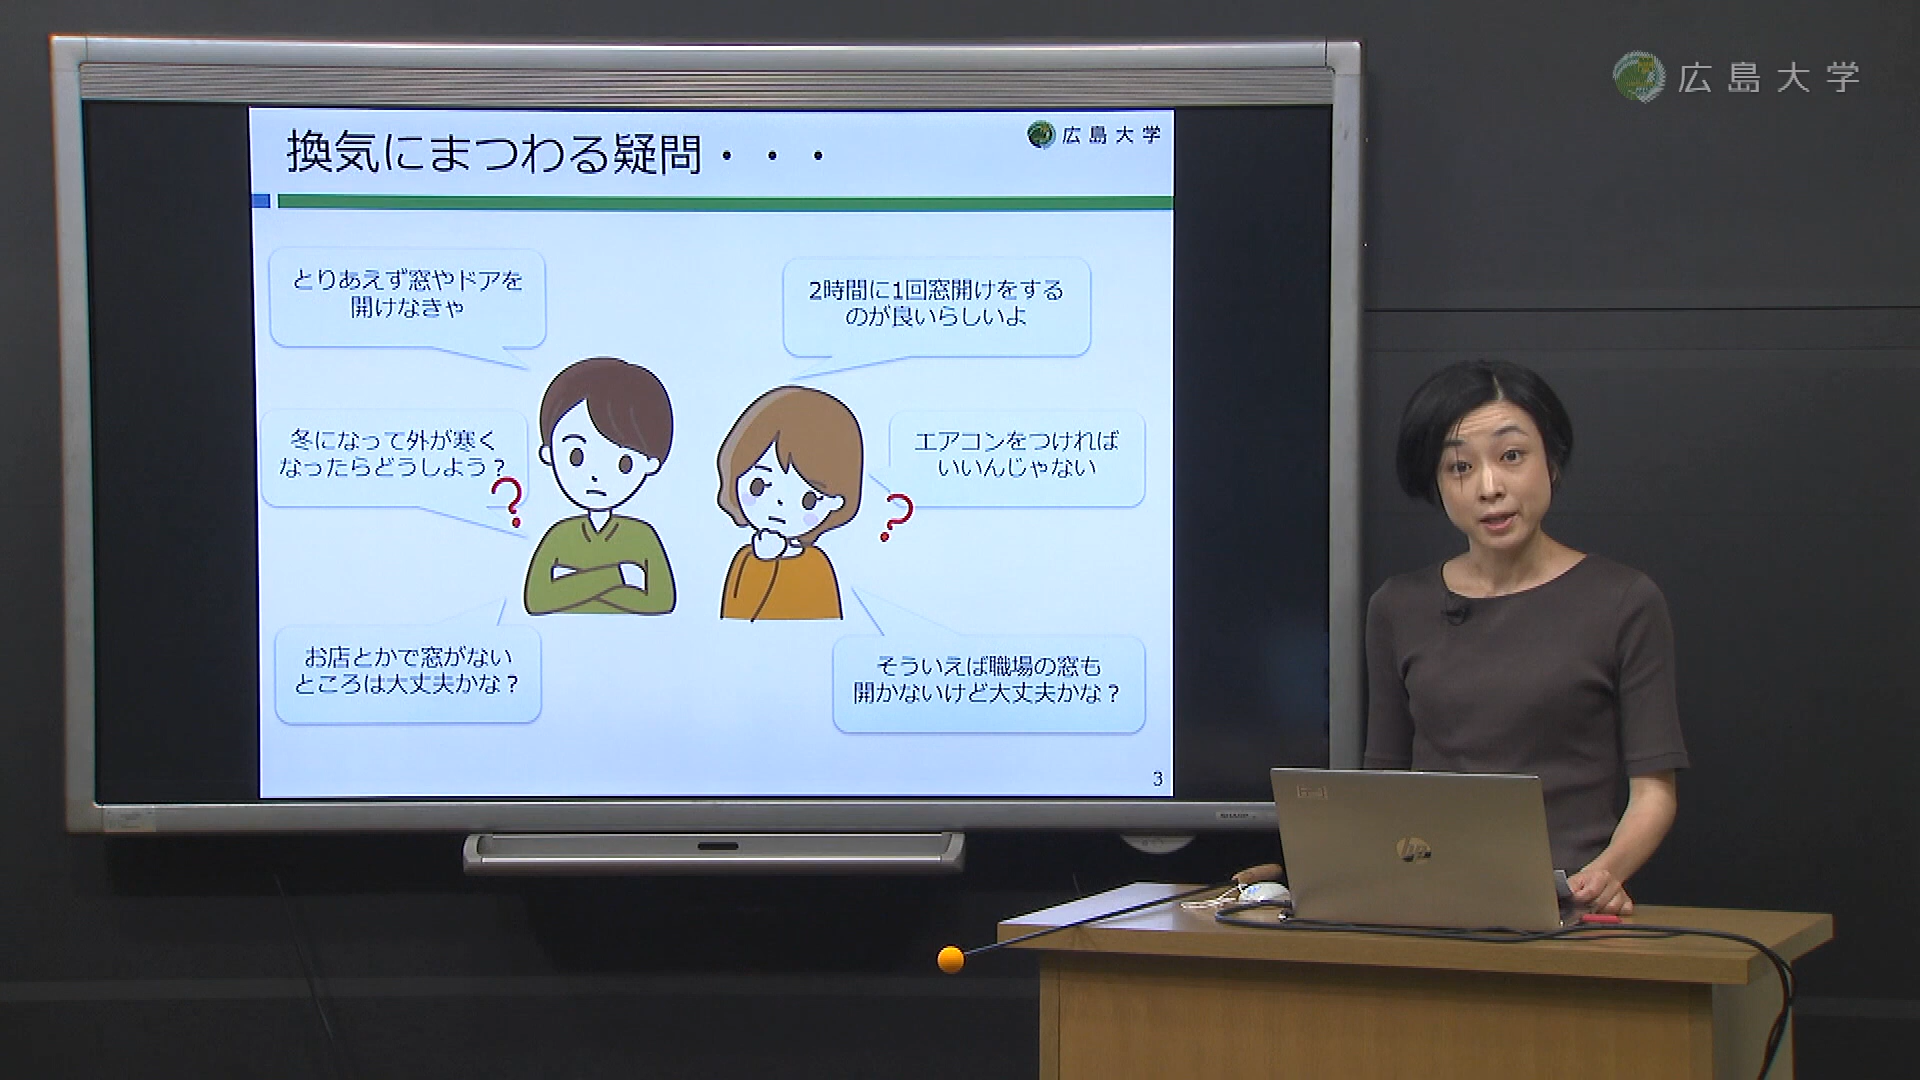 広島大学
換気にまつわる疑問・・・
広島大学
とりあえず窓やドアを
開けなきゃ
2時間に1回窓開けをする
のが良いらしいよ
冬になって外が寒く
なったらどうしよう？
?
エアコンをつければ
いいんじゃない
?
お店とかで窓がない
ところは大丈夫かな？
そういえば職場の窓も
開かないけど大丈夫かな？
3
SHARP
hp